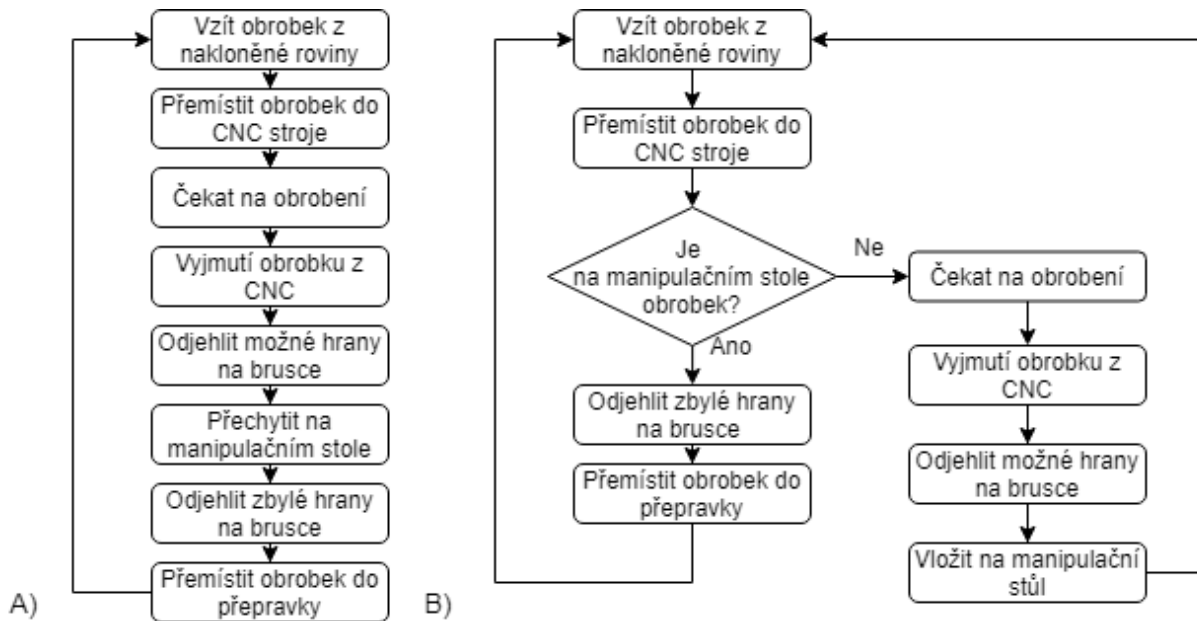 Vzít obrobek z
nakloněné roviny
Přemístit obrobek do
CNC stroje
Čekat na obrobení
Vyjmutí obrobku z
CNC
Odjehlit možné hrany
na brusce
Přechytit na
manipulačním stole
Odjehlit zbylé hrany
na brusce
Přemístit obrobek do
přepravky
A)
Vzít obrobek z
nakloněné roviny
Přemístit obrobek do
CNC stroje
Je
na manipulačním stole
obrobek?
Ano
Odjehlit zbylé hrany
na brusce
Přemístit obrobek do
přepravky
Ne
Čekat na obrobení
Vyjmutí obrobku z
CNC
Odjehlit možné hrany
na brusce
Vložit na manipulační
stůl
B)